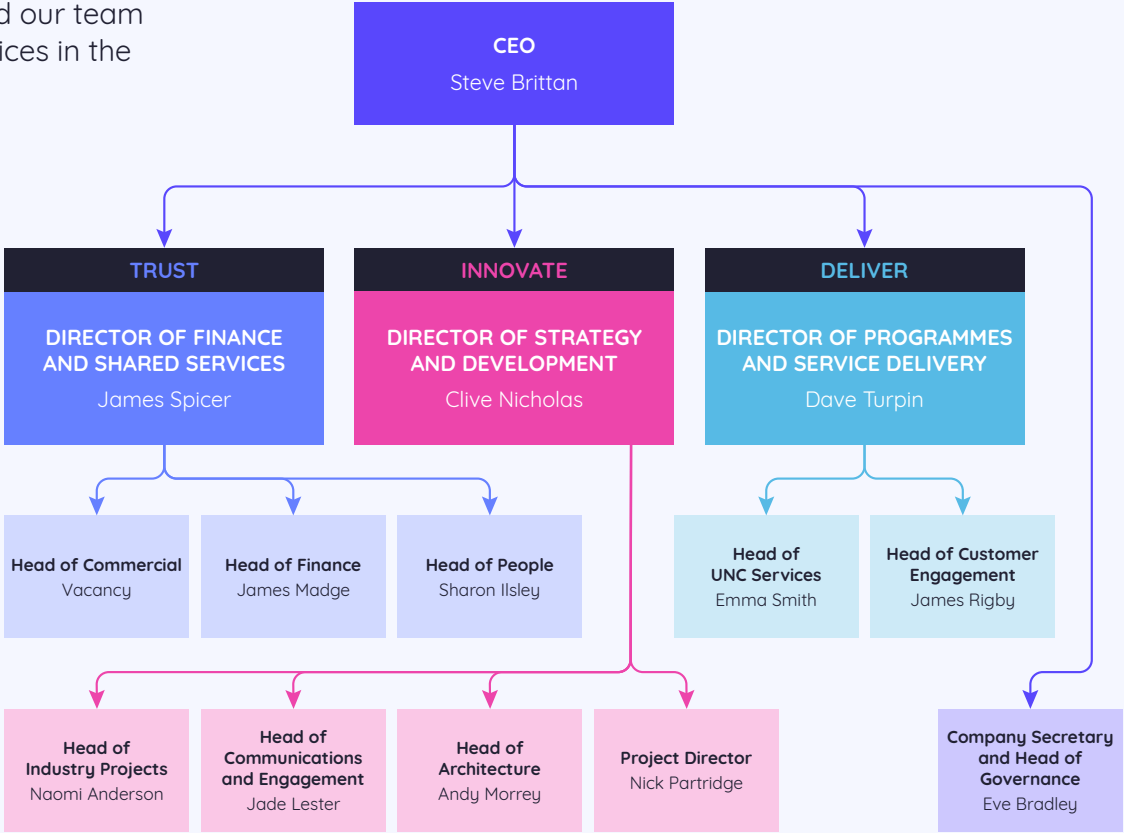 d our team
ices in the
CEO
Steve Brittan
TRUST
DIRECTOR OF FINANCE
AND SHARED SERVICES
James Spicer
INNOVATE
DIRECTOR OF STRATEGY
AND DEVELOPMENT
Clive Nicholas
DELIVER
DIRECTOR OF PROGRAMMES
AND SERVICE DELIVERY
Dave Turpin
Head of Commercial
Vacancy
Head of Finance
James Madge
Head of People
Sharon Ilsley
Head of
UNC Services
Emma Smith
Head of Customer
Engagement
James Rigby
Head of
Industry Projects
Naomi Anderson
Head of
Communications
and Engagement
Jade Lester
Head of
Architecture
Andy Morrey
Project Director
Nick Partridge
Company Secretary
and Head of
Governance
Eve Bradley